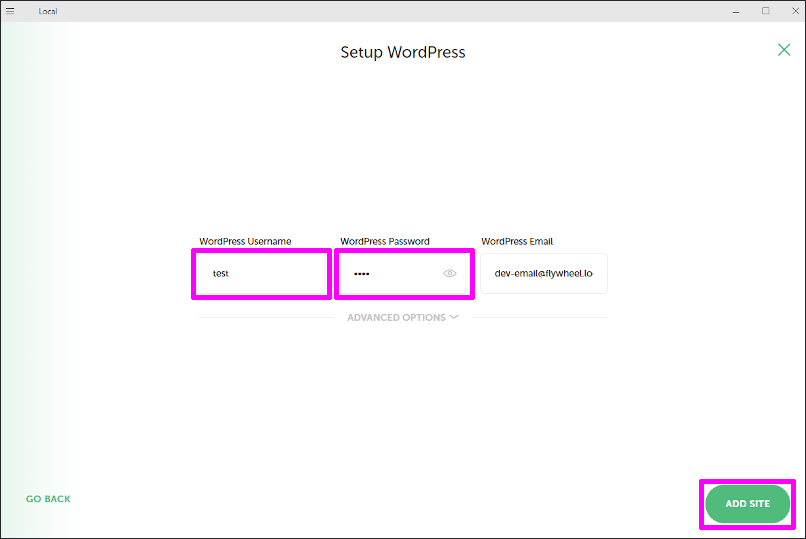 Local
Setup WordPress
WordPress Username
WordPress Password
WordPress Email
test
••••
dev-email@flywheel.lo
ADVANCED OPTIONS
GO BACK
ADD SITE